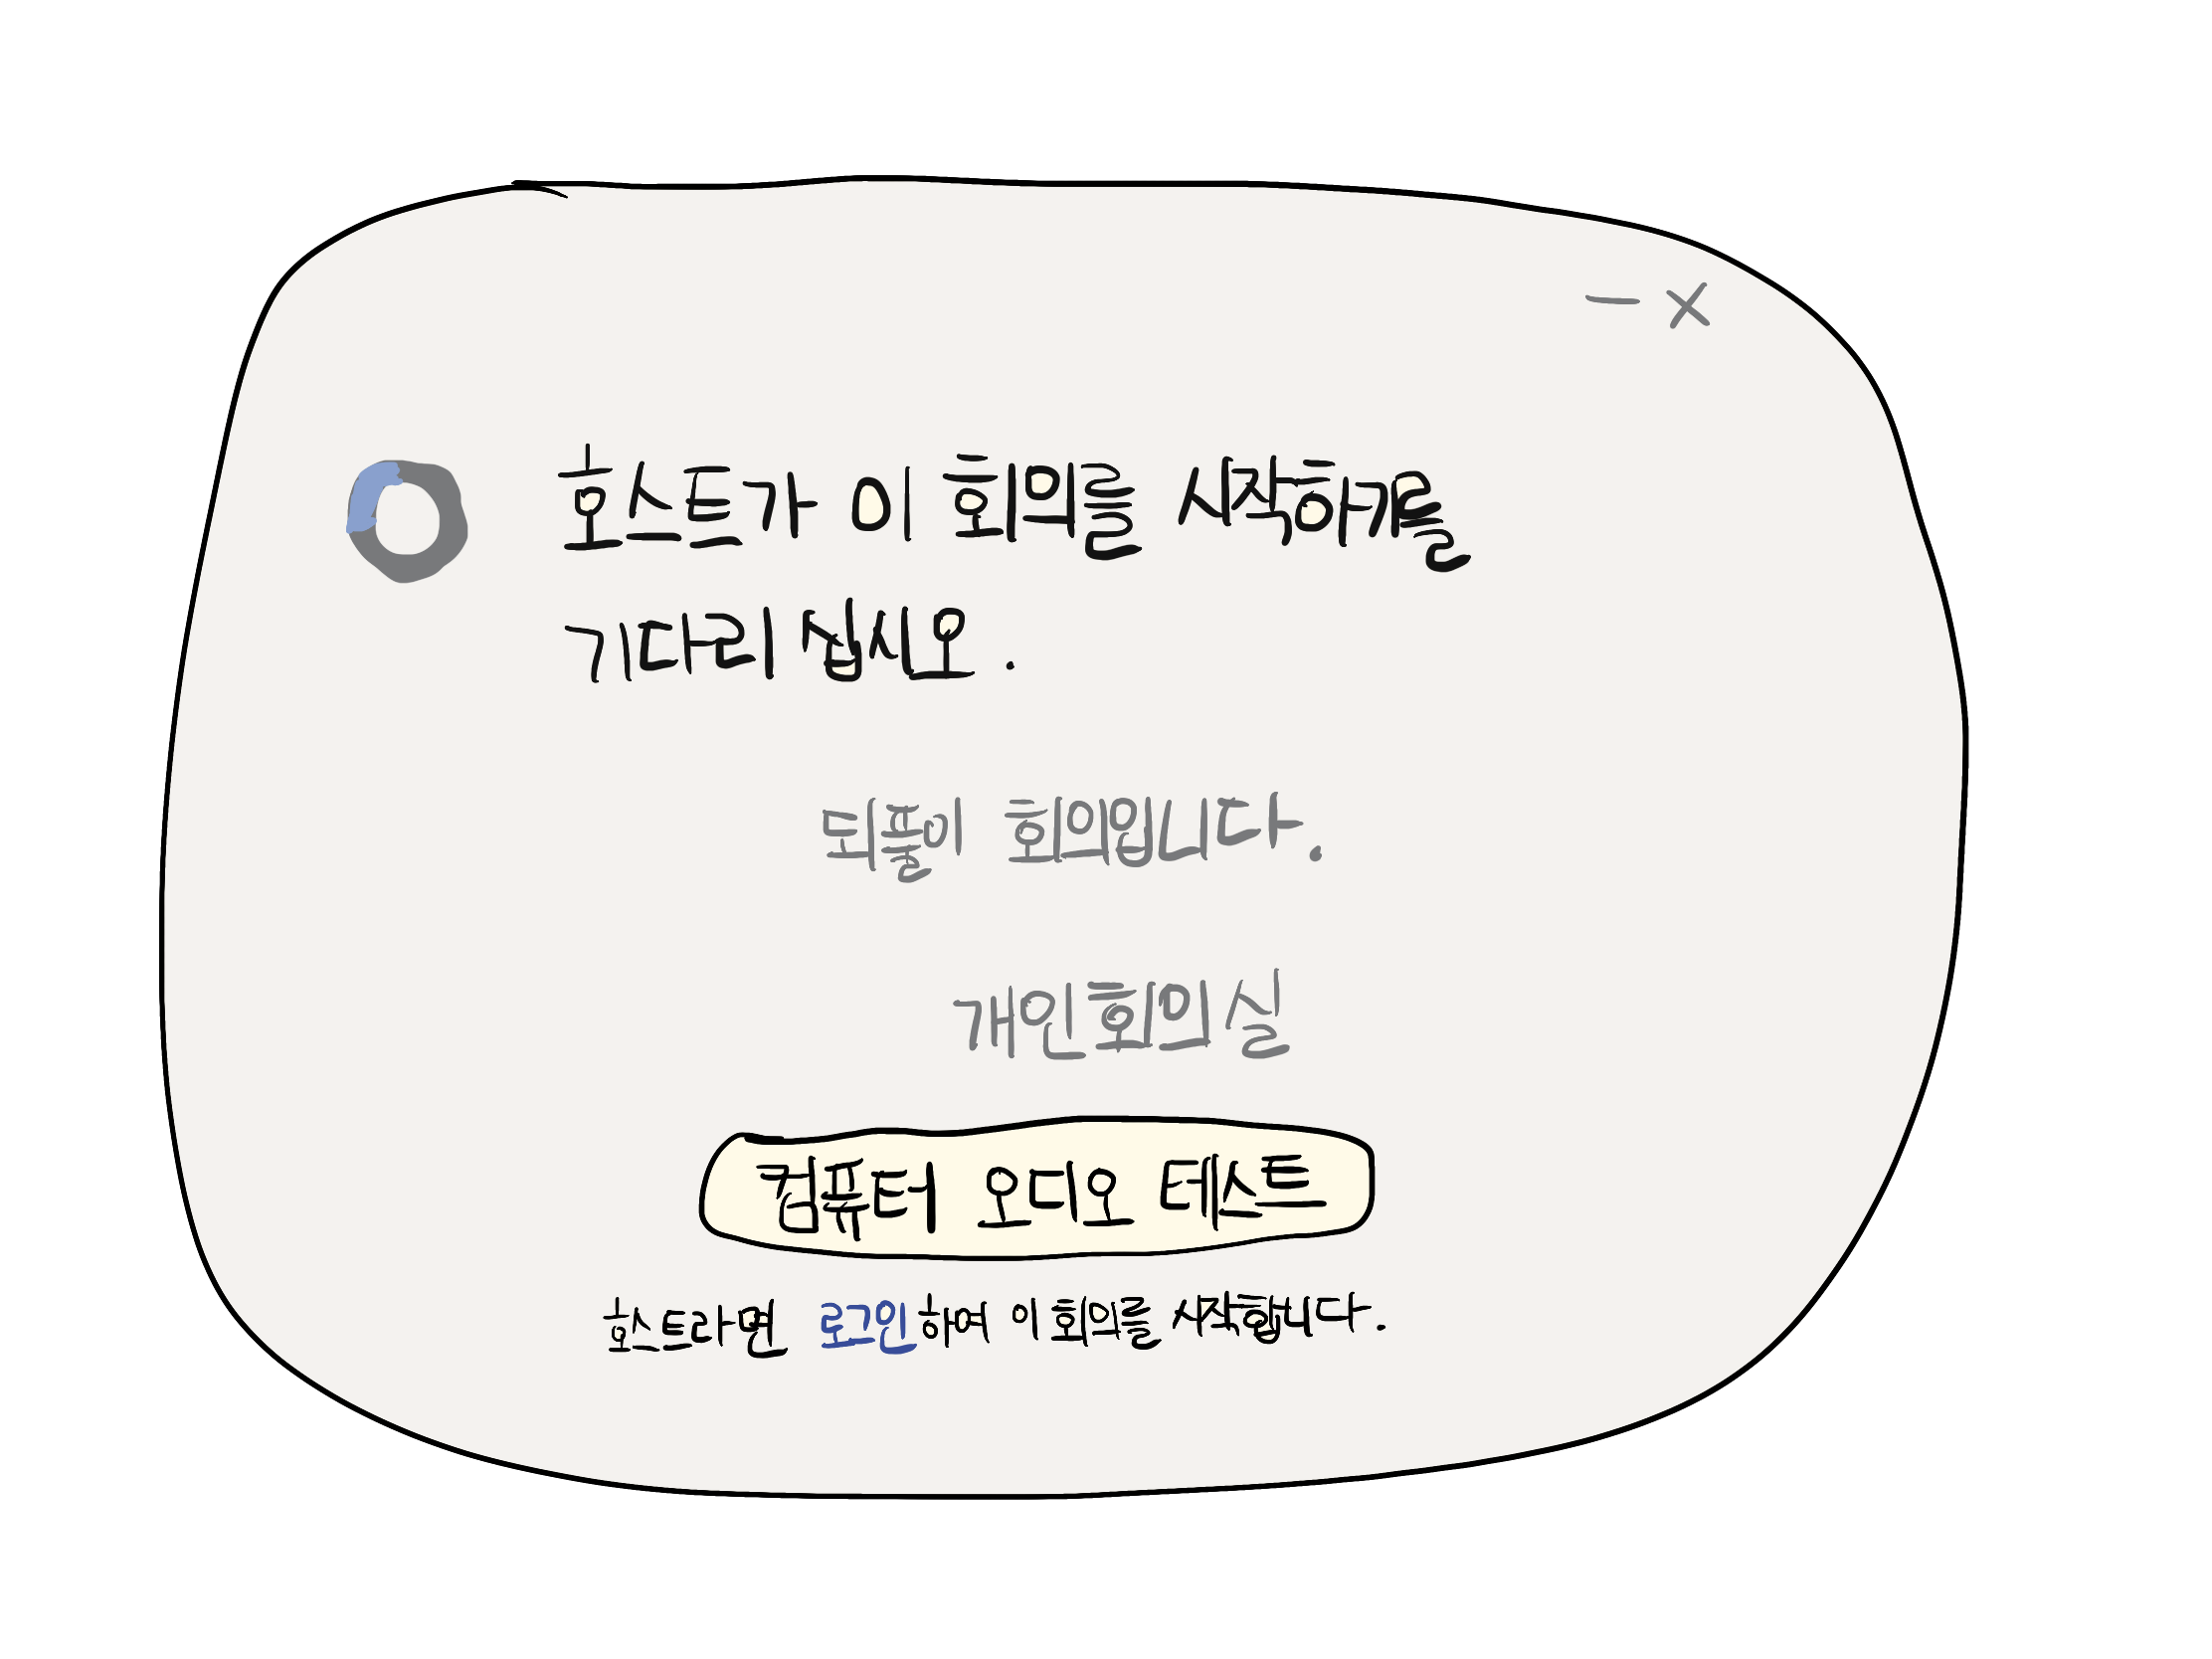 호스트가 이 회의를 시작하기를
기다리십시오.
되풀이 회의입니다.
개인회의실
컴퓨터 오디오 테스트
호스트라면 로그인하여 이 회의를 시작합니다.